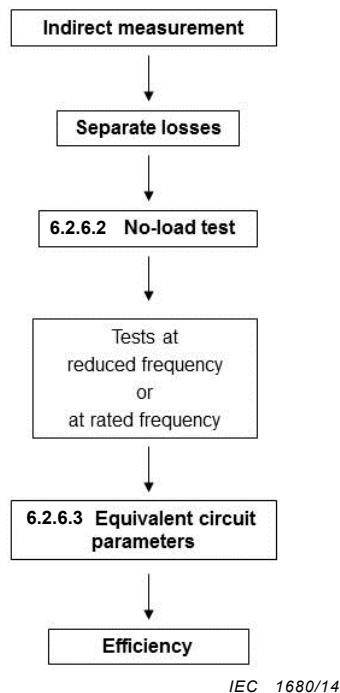 Indirect measurement
Separate losses
6.2.6.2 No-load test
Tests at
reduced frequency
or
at rated frequency
6.2.6.3 Equivalent circuit
parameters
Efficiency
IEC 1680/14